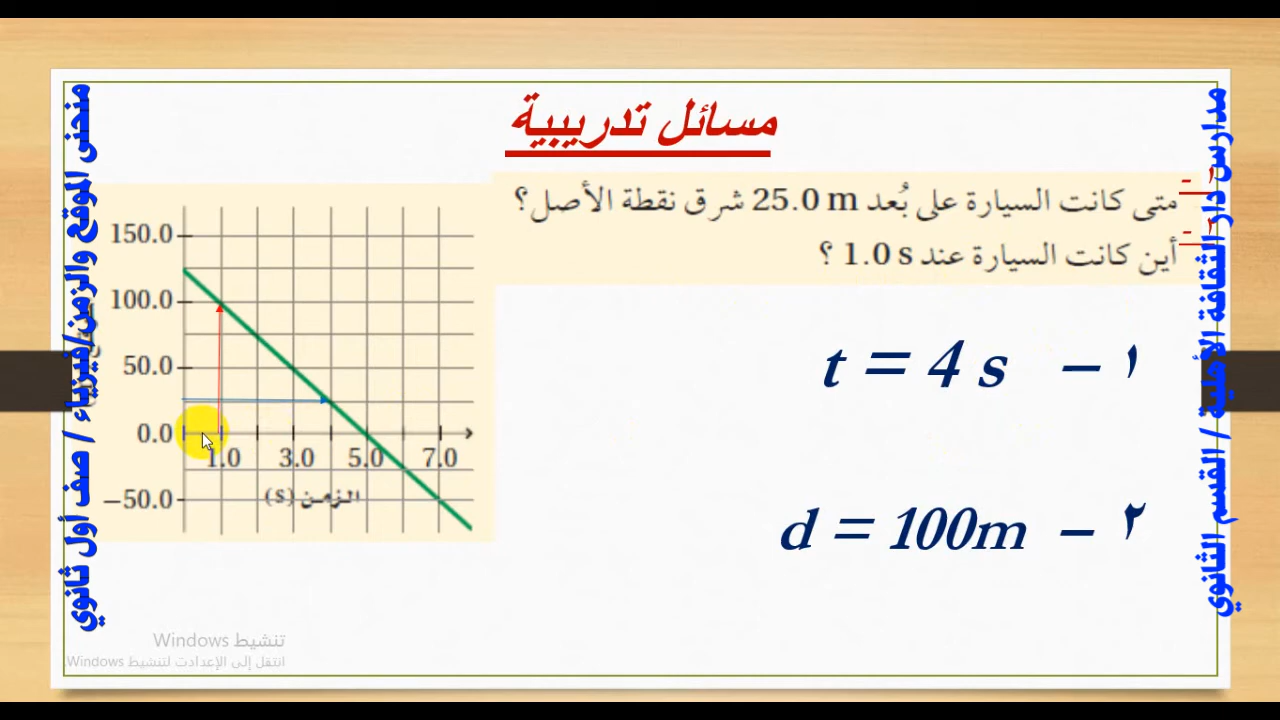 مسائل تدريبية
١ - متى كانت السيارة على بُعد 25.0 m شرق نقطة الأصل؟
٢ - أين كانت السيارة عند 1.0 s ؟
١ - t = 4 s
٢ - d = 100m
150.0
100.0
50.0
0.0
−50.0
1.0 3.0 5.0 7.0
الزمن (s)
مدارس دار الثقافة الأهلية / القسم الثانوي
منحنى الموقع والزمن/فيزياء / صف أول ثانوي
تنشيط Windows
انتقل إلى الإعدادت لتنشيط Windows.